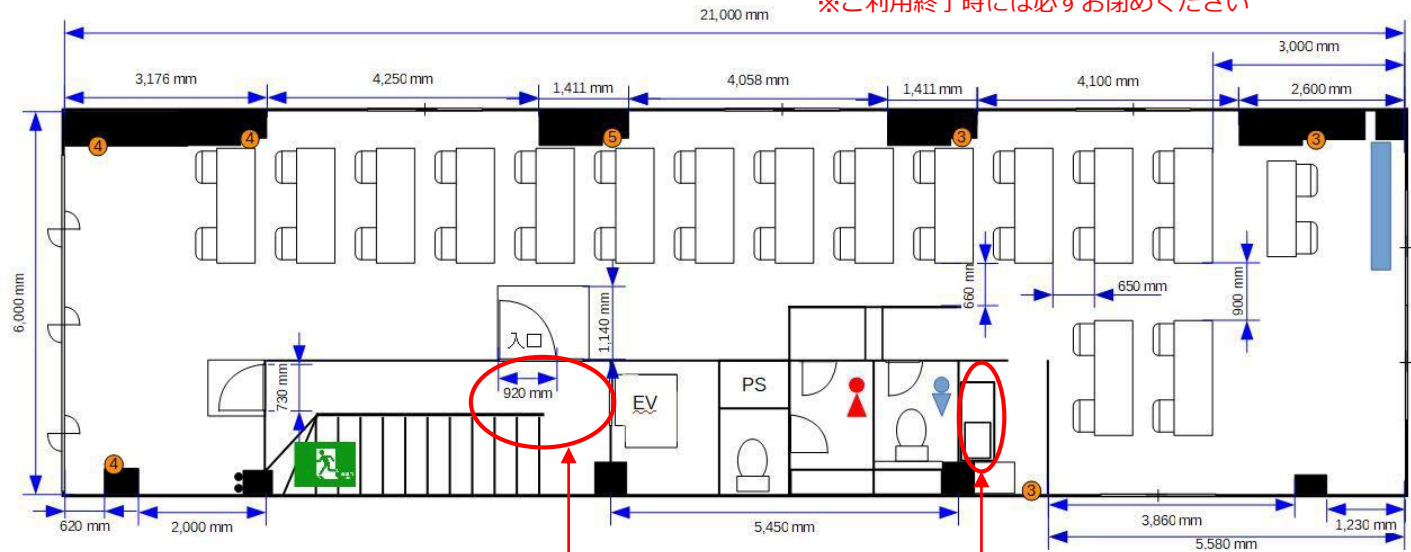 ※ご利用終了時には必ずお閉めください
21,000 mm
3,000 mm
3,176 mm
4,250 mm
1,411 mm
4,058 mm
1,411 mm
4,100 mm
2,600 mm
4
4
5
3
3
6,000 mm
660 mm
650 mm
900 mm
1,140 mm
入口
920 mm
730 mm
EV
PS
4
3
620 mm
2,000 mm
5,450 mm
3,860 mm
1,230 mm
5,580 mm